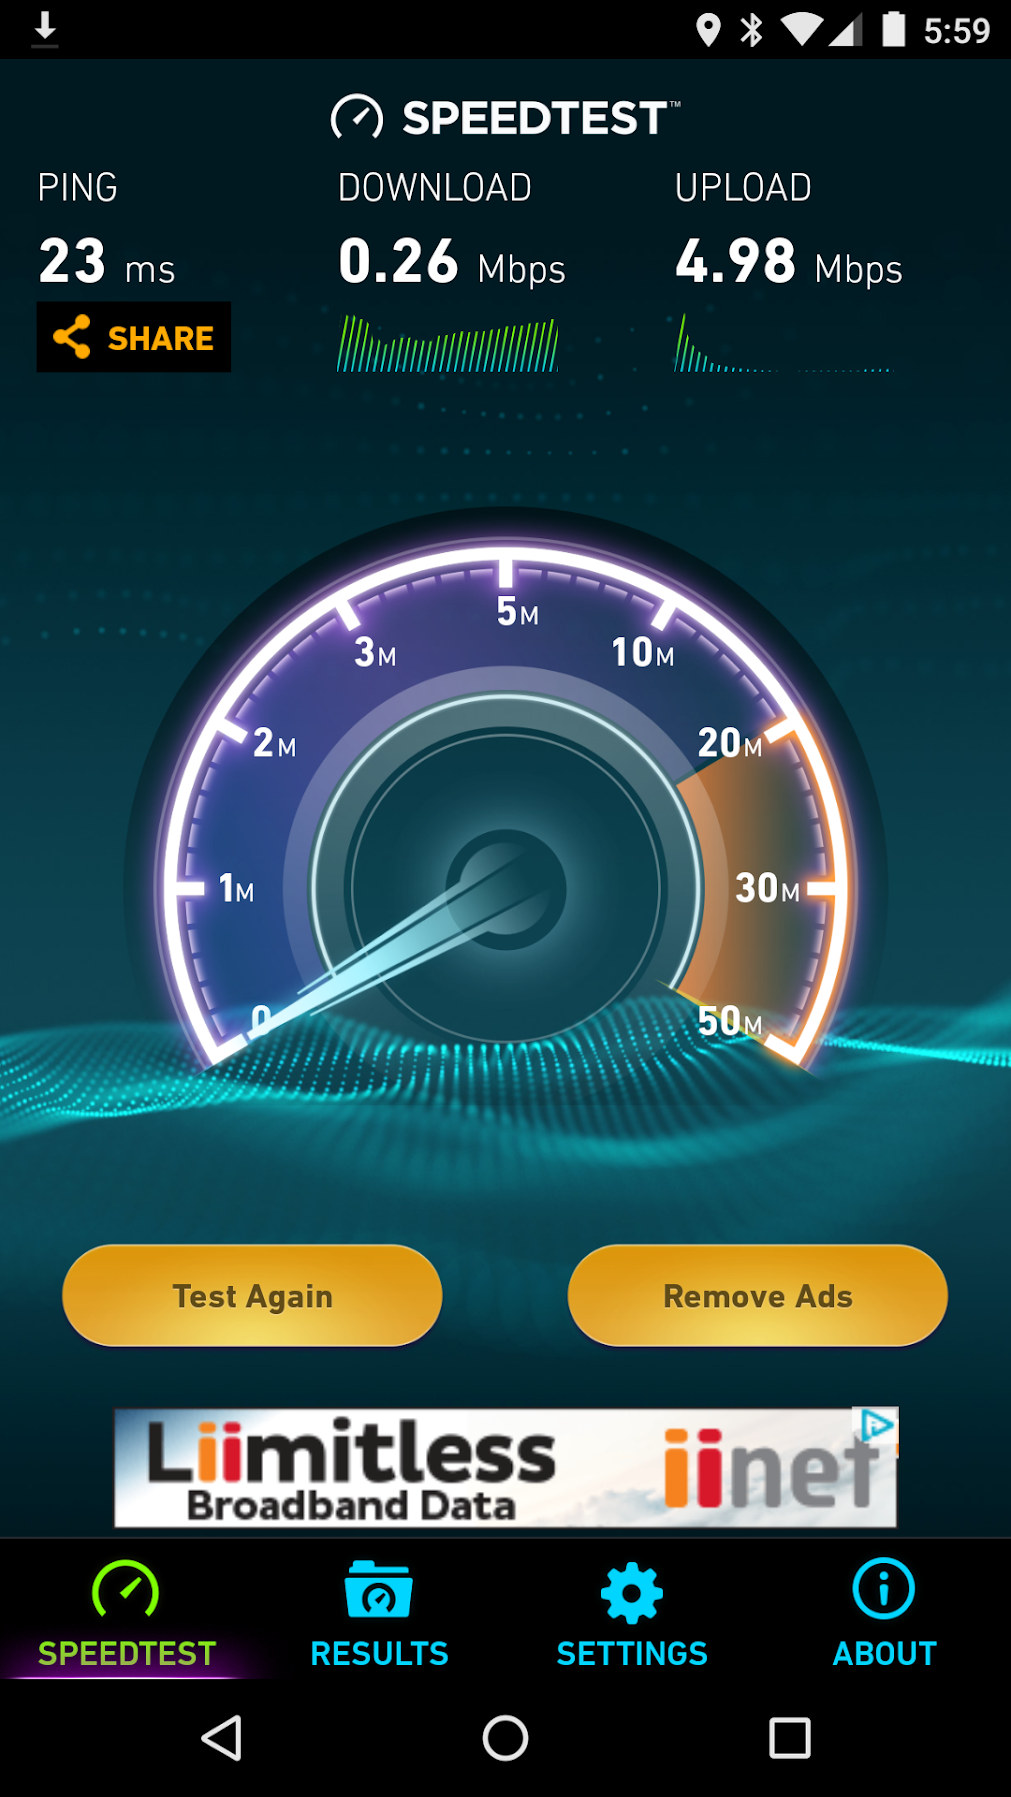 5:59
SPEEDTEST™
PING DOWNLOAD UPLOAD
23 ms 0.26 Mbps 4.98 Mbps
SHARE
5M
3M 10M
2M 20M
1M 30M
0 50M
Test Again Remove Ads
Liimitless
Broadband Data
iinet
SPEEDTEST RESULTS SETTINGS ABOUT